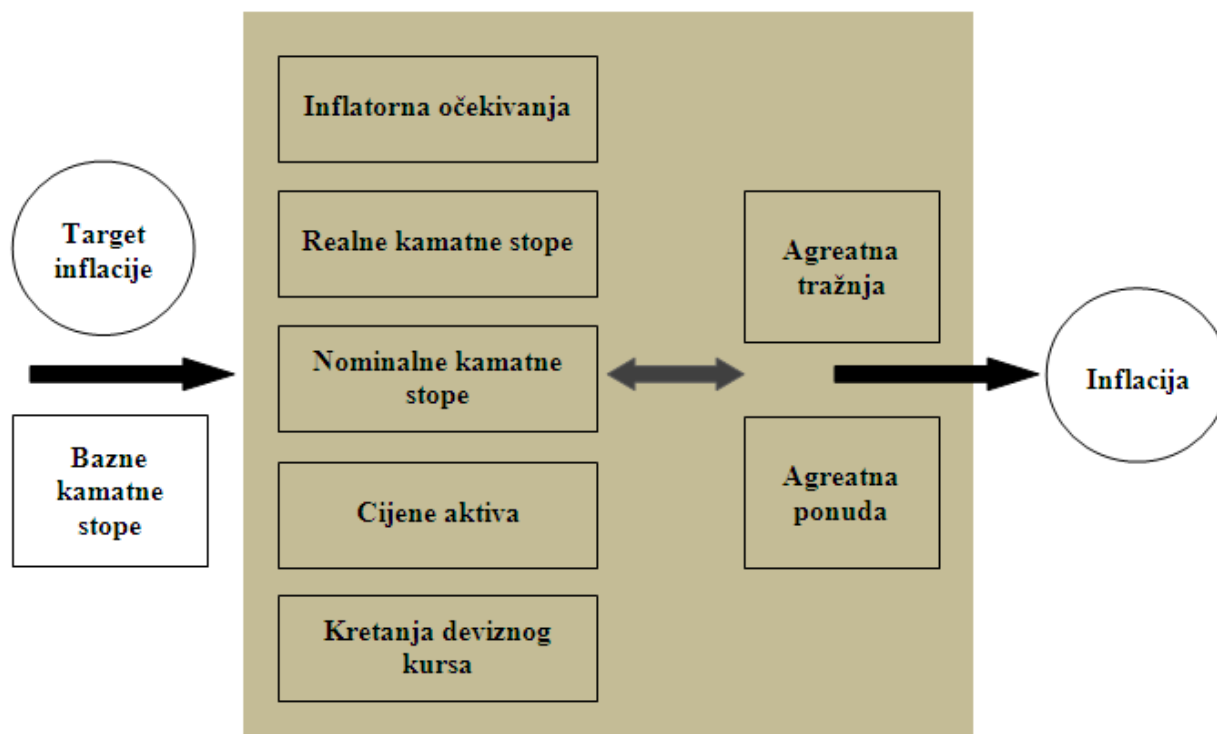 Target
inflacije
Bazne
kamatne
stope
Inflatorna očekivanja
Realne kamatne stope
Nominalne kamatne
stope
Cijene aktiva
Kretanja deviznog
kursa
Agreatna
tražnja
Agreatna
ponuda
Inflacija